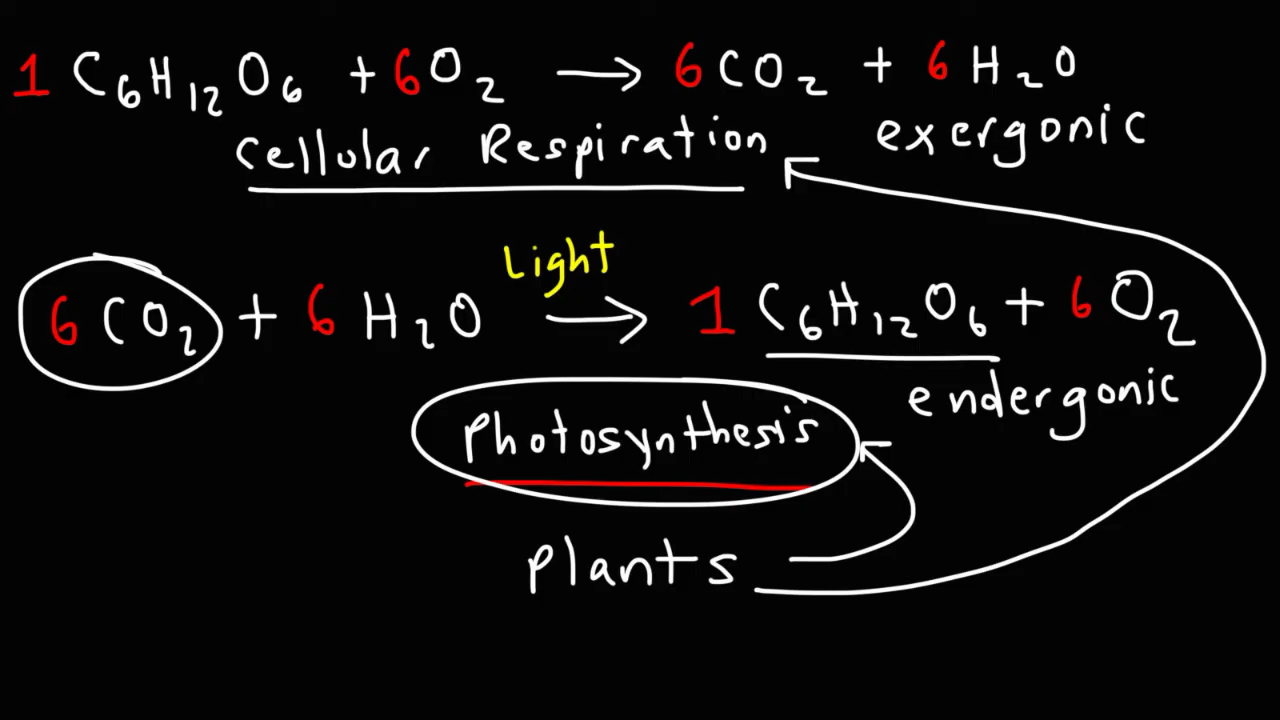 1 C₆H₁₂O₆ + 6O₂ → 6CO₂ + 6H₂O
Cellular Respiration exergonic
Light
6CO₂ + 6H₂O → 1 C₆H₁₂O₆ + 6O₂
endergonic
Photosynthesis
plants